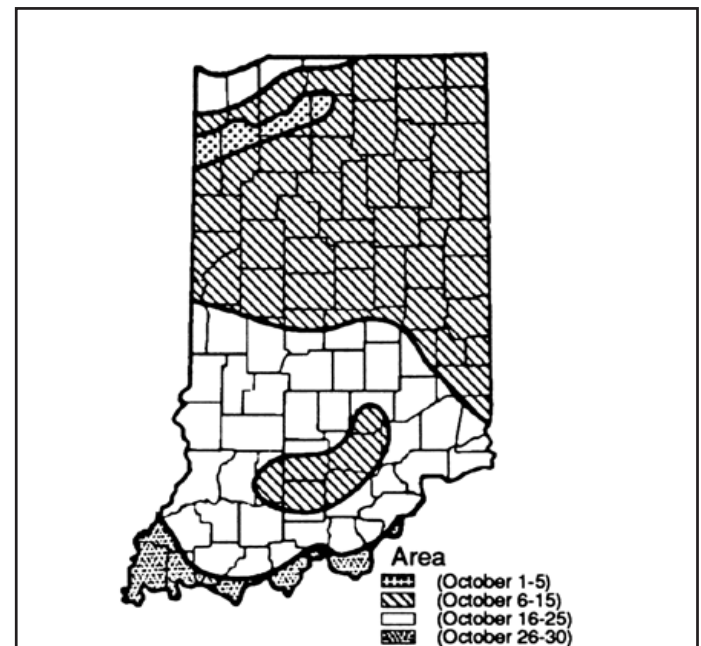 Area
(October 1-5)
(October 6-15)
(October 16-25)
(October 26-30)